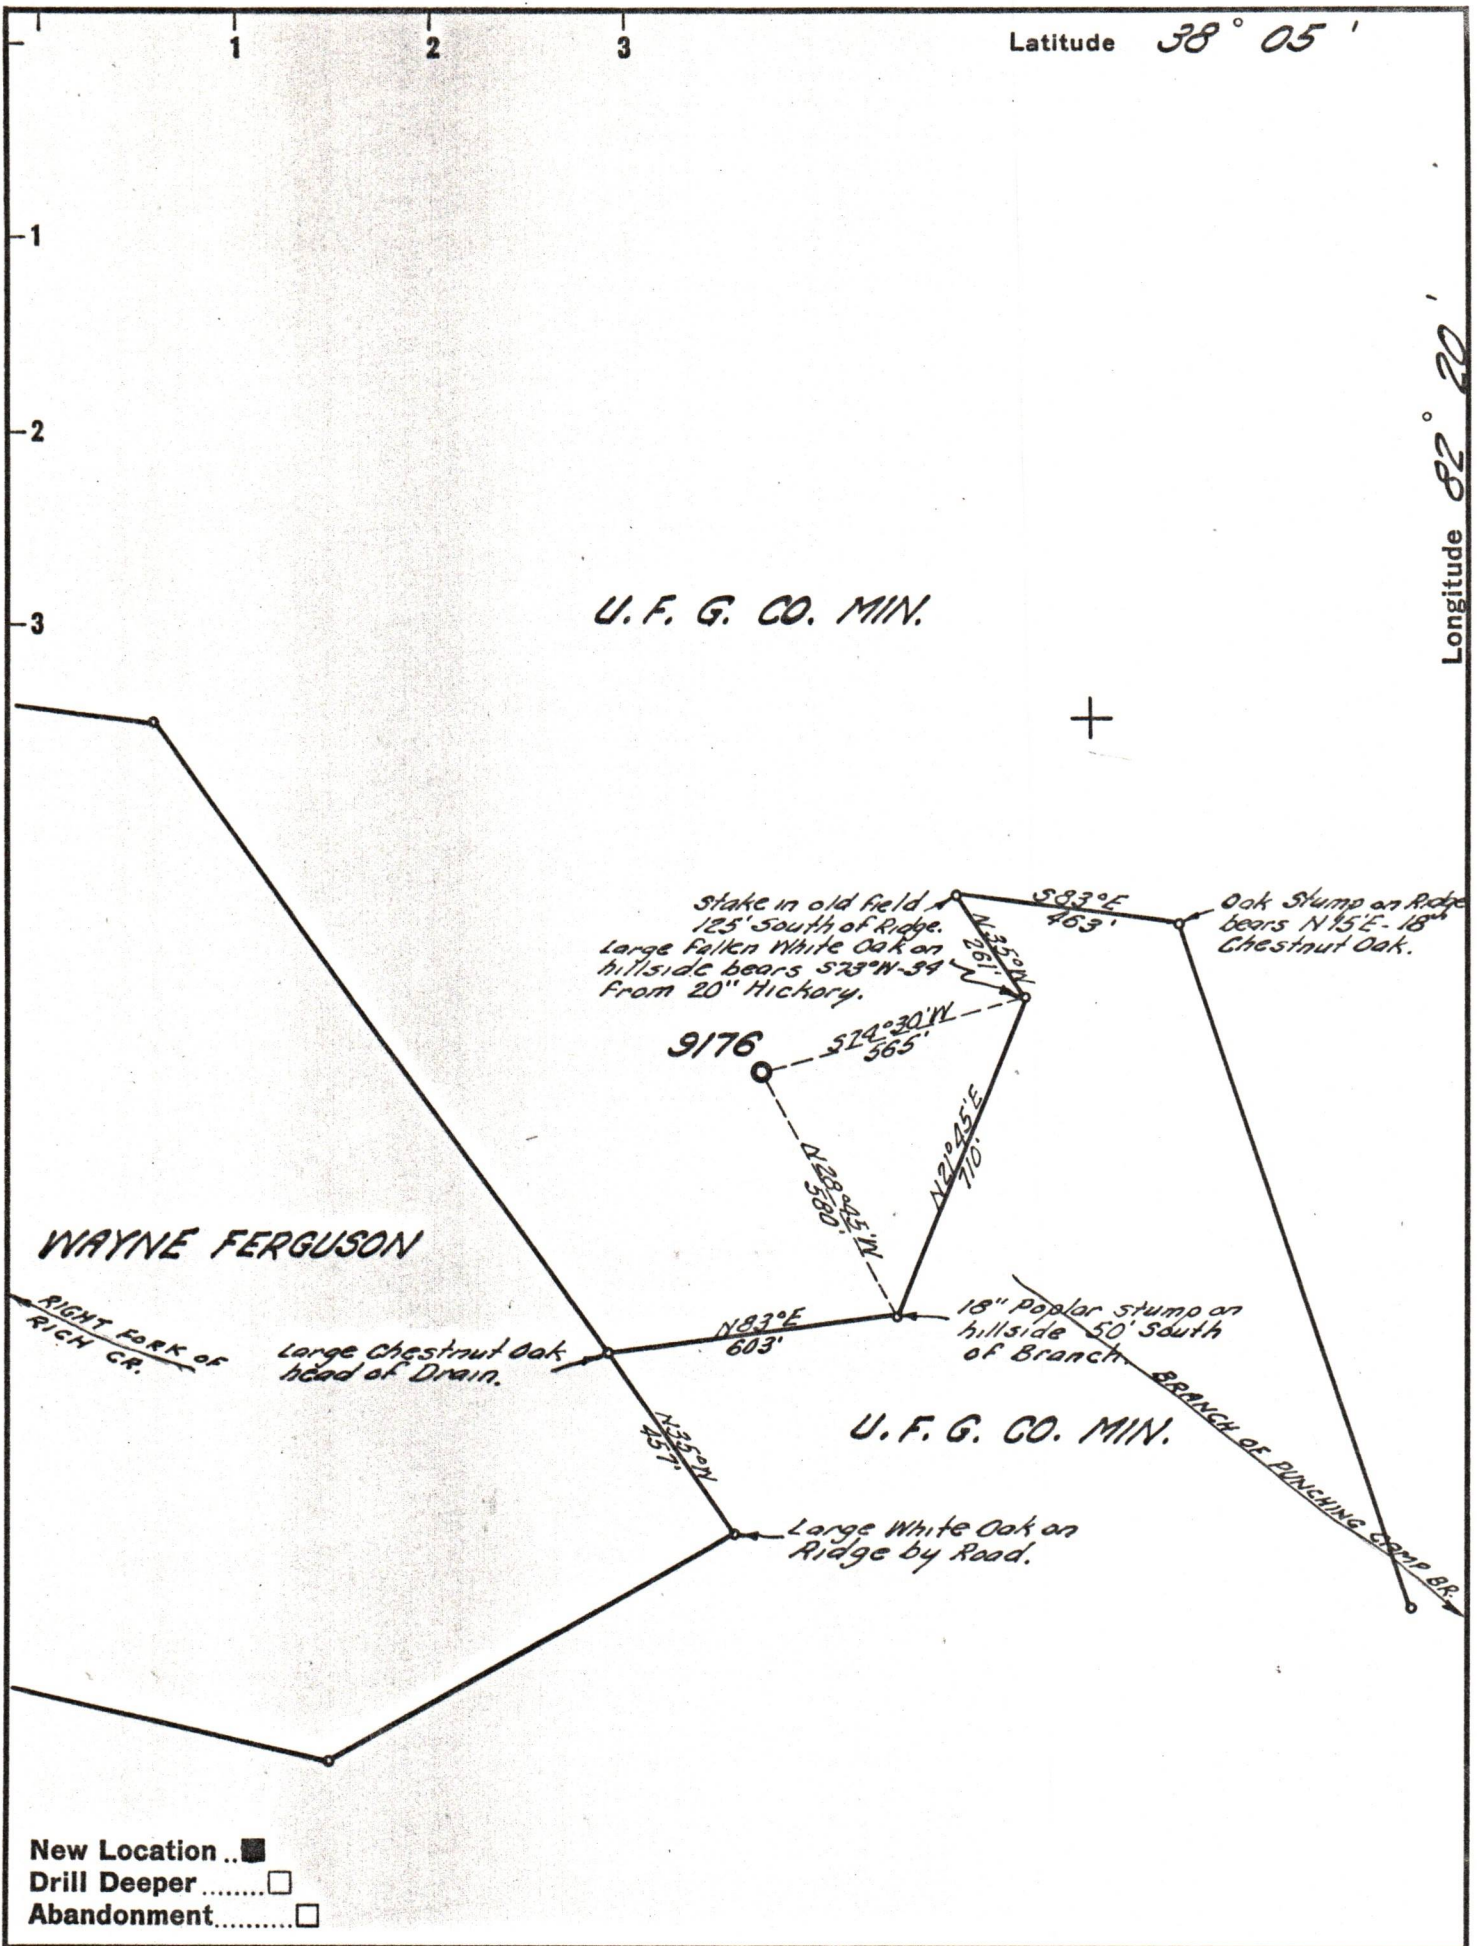 1 2 3
Latitude 38° 05'
1
2
3
Longitude 82° 20'
U. F. G. CO. MIN.
Stake in old field
125' South of Ridge.
Large Fallen White Oak on
hillside bears S73°W-34'
From 20" Hickory.
S83°E
463'
Oak Stump on Ridge
bears N75°E - 18"
Chestnut Oak.
N35°W
261'
9176
S74°30'W
565'
N21°45'E
710'
N28°45'W
580'
WAYNE FERGUSON
RIGHT FORK OF
RICH CR.
Large Chestnut Oak
head of Drain.
N83°E
603'
18" Poplar stump on
hillside 50' South
of Branch.
BRANCH OF PUNCHING CAMP BR.
U. F. G. CO. MIN.
N35°W
457'
Large White Oak on
Ridge by Road.
New Location ..■
Drill Deeper ........□
Abandonment..........□